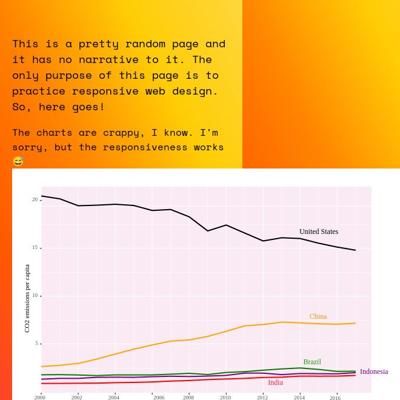 This is a pretty random page and
it has no narrative to it. The
only purpose of this page is to
practice responsive web design.
So, here goes!
The charts are crappy, I know. I'm
sorry, but the responsiveness works
😅
20
15
10
5
CO2 emissions per capita
United States
China
Brazil
Indonesia
India
2000 2002 2004 2006 2008 2010 2012 2014 2016